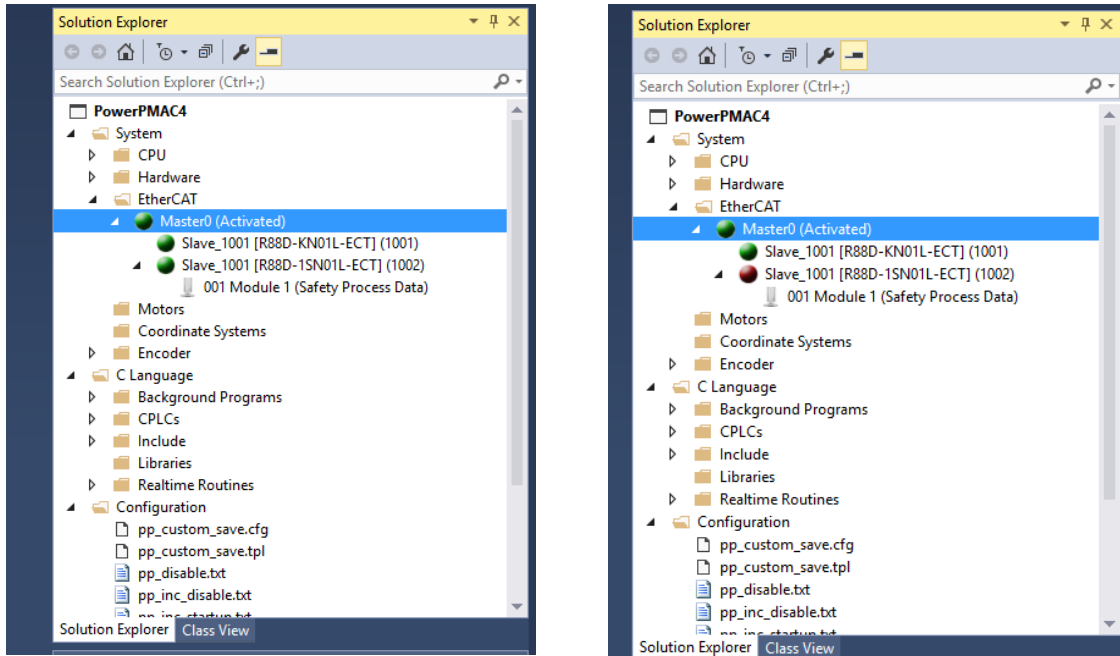 Solution Explorer
Search Solution Explorer (Ctrl+;)
PowerPMAC4
System
CPU
Hardware
EtherCAT
Master0 (Activated)
Slave_1001 [R88D-KN01L-ECT] (1001)
Slave_1001 [R88D-1SN01L-ECT] (1002)
001 Module 1 (Safety Process Data)
Motors
Coordinate Systems
Encoder
C Language
Background Programs
CPLCs
Include
Libraries
Realtime Routines
Configuration
pp_custom_save.cfg
pp_custom_save.tpl
pp_disable.txt
pp_inc_disable.txt
pp_inc_startup.txt
Solution Explorer Class View
Solution Explorer
Search Solution Explorer (Ctrl+;)
PowerPMAC4
System
CPU
Hardware
EtherCAT
Master0 (Activated)
Slave_1001 [R88D-KN01L-ECT] (1001)
Slave_1001 [R88D-1SN01L-ECT] (1002)
001 Module 1 (Safety Process Data)
Motors
Coordinate Systems
Encoder
C Language
Background Programs
CPLCs
Include
Libraries
Realtime Routines
Configuration
pp_custom_save.cfg
pp_custom_save.tpl
pp_disable.txt
pp_inc_disable.txt
pp_inc_startup.txt
Solution Explorer Class View